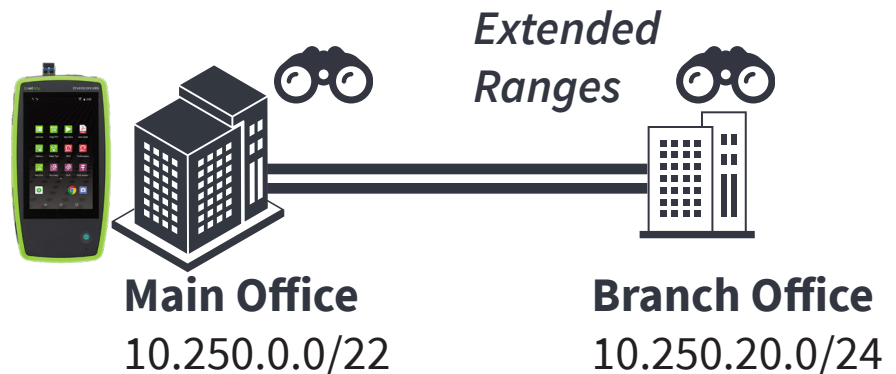 Extended
Ranges
Main Office
10.250.0.0/22
Branch Office
10.250.20.0/24